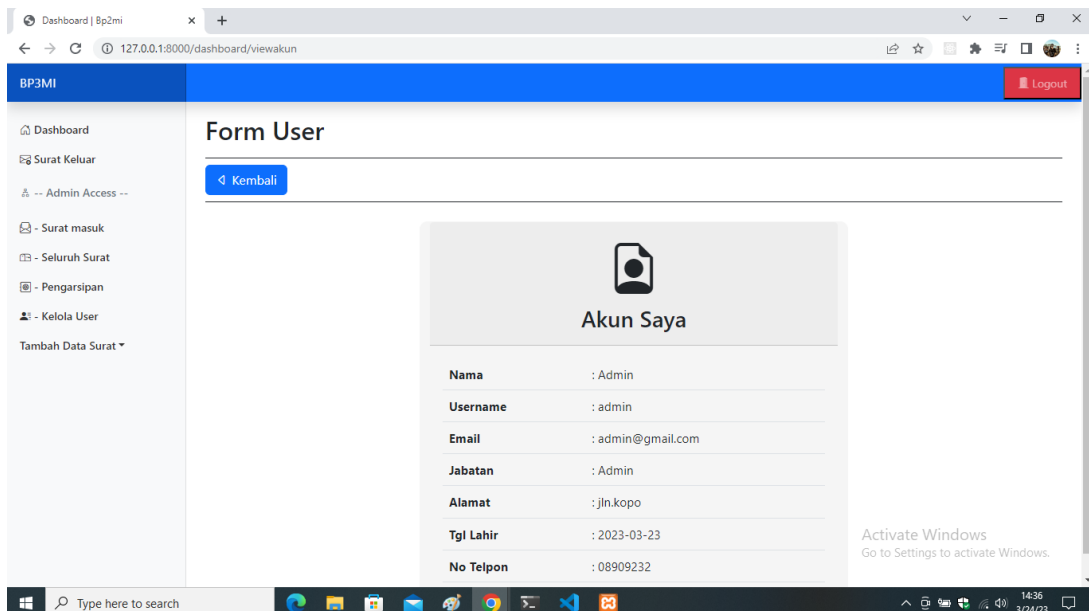 Dashboard | Bp2mi
127.0.0.1:8000/dashboard/viewakun
BP3MI
Logout
Dashboard
Surat Keluar
-- Admin Access --
- Surat masuk
- Seluruh Surat
- Pengarsipan
- Kelola User
Tambah Data Surat
Form User
Kembali
Akun Saya
Nama : Admin
Username : admin
Email : admin@gmail.com
Jabatan : Admin
Alamat : jln.kopo
Tgl Lahir : 2023-03-23
No Telpon : 08909232
Activate Windows
Go to Settings to activate Windows.
Type here to search
14:36
3/24/23